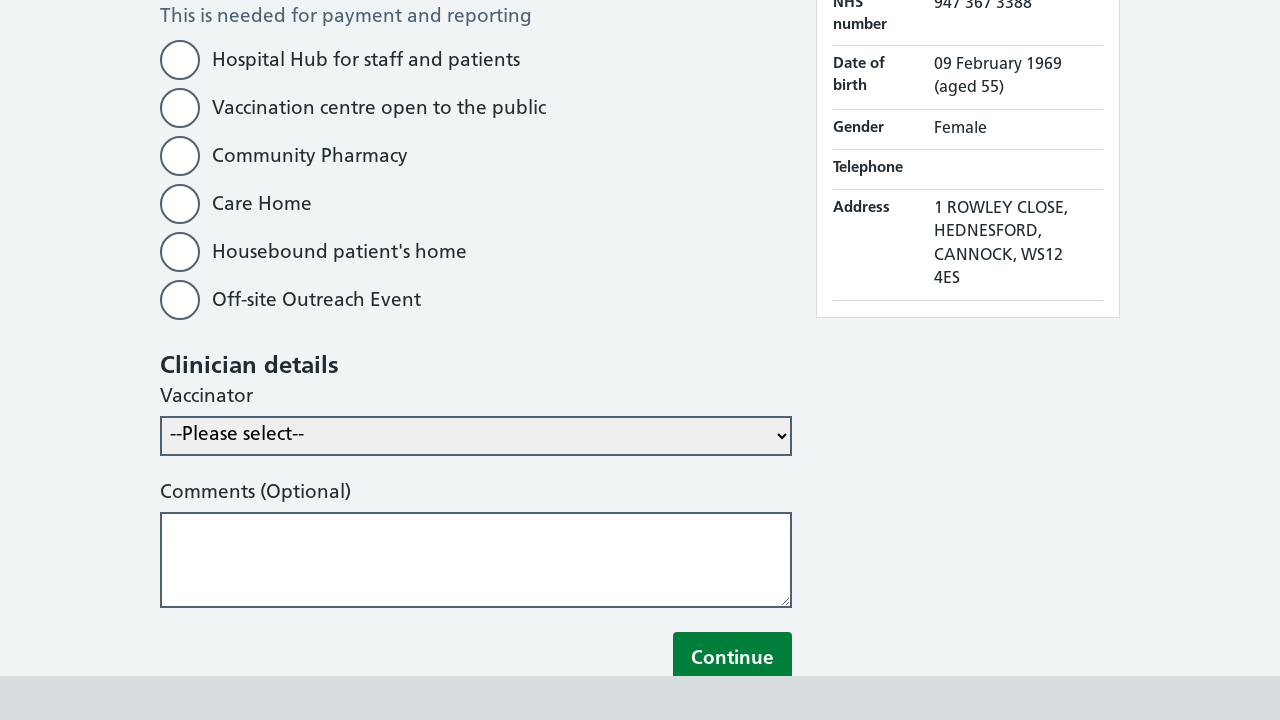 This is needed for payment and reporting
Hospital Hub for staff and patients
Vaccination centre open to the public
Community Pharmacy
Care Home
Housebound patient's home
Off-site Outreach Event
Clinician details
Vaccinator
--Please select--
Comments (Optional)
Continue
NHS number 947 367 3388
Date of birth 09 February 1969 (aged 55)
Gender Female
Telephone
Address 1 ROWLEY CLOSE,
HEDNESFORD,
CANNOCK, WS12
4ES